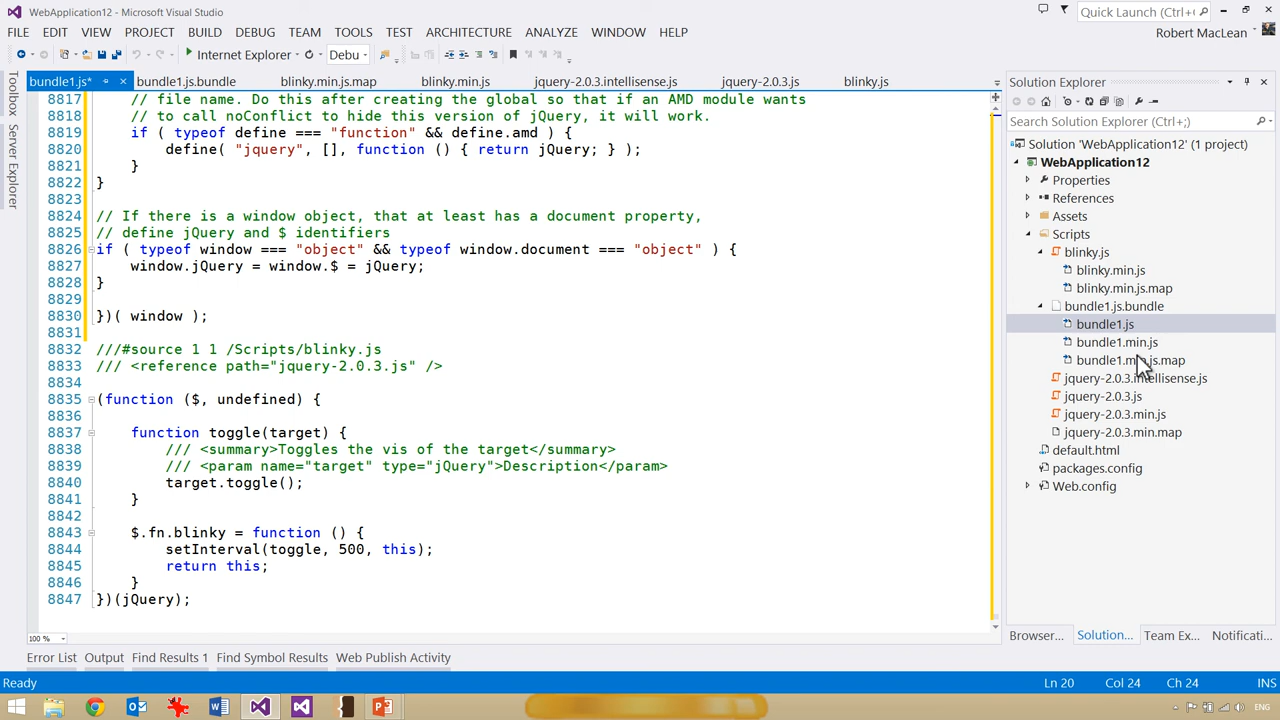 WebApplication12 - Microsoft Visual Studio
Quick Launch (Ctrl+
FILE EDIT VIEW PROJECT BUILD DEBUG TEAM TOOLS TEST ARCHITECTURE ANALYZE WINDOW HELP
Robert MacLean
Internet Explorer
Debu
Toolbox
Server Explorer
bundle1.js*
bundle1.js.bundle
blinky.min.js.map
blinky.min.js
jquery-2.0.3.intellisense.js
jquery-2.0.3.js
blinky.js
8817 // file name. Do this after creating the global so that if an AMD module wants
8818 // to call noConflict to hide this version of jQuery, it will work.
8819 if ( typeof define === "function" && define.amd ) {
8820 define( "jquery", [], function () { return jQuery; } );
8821 }
8822 }
8823
8824 // If there is a window object, that at least has a document property,
8825 // define jQuery and $ identifiers
8826 if ( typeof window === "object" && typeof window.document === "object" ) {
8827 window.jQuery = window.$ = jQuery;
8828 }
8829
8830 })( window );
8831
8832 ///#source 1 1 /Scripts/blinky.js
8833 /// <reference path="jquery-2.0.3.js" />
8834
8835 (function ($, undefined) {
8836
8837 function toggle(target) {
8838 /// <summary>Toggles the vis of the target</summary>
8839 /// <param name="target" type="jQuery">Description</param>
8840 target.toggle();
8841 }
8842
8843 $.fn.blinky = function () {
8844 setInterval(toggle, 500, this);
8845 return this;
8846 }
8847 })(jQuery);
100 %
Solution Explorer
Search Solution Explorer (Ctrl+;)
Solution 'WebApplication12' (1 project)
WebApplication12
Properties
References
Assets
Scripts
blinky.js
blinky.min.js
blinky.min.js.map
bundle1.js.bundle
bundle1.js
bundle1.min.js
bundle1.min.js.map
jquery-2.0.3.intellisense.js
jquery-2.0.3.js
jquery-2.0.3.min.js
jquery-2.0.3.min.map
default.html
packages.config
Web.config
Browser... Solution... Team Ex... Notificati...
Error List Output Find Results 1 Find Symbol Results Web Publish Activity
Ready Ln 20 Col 24 Ch 24 INS
ENG